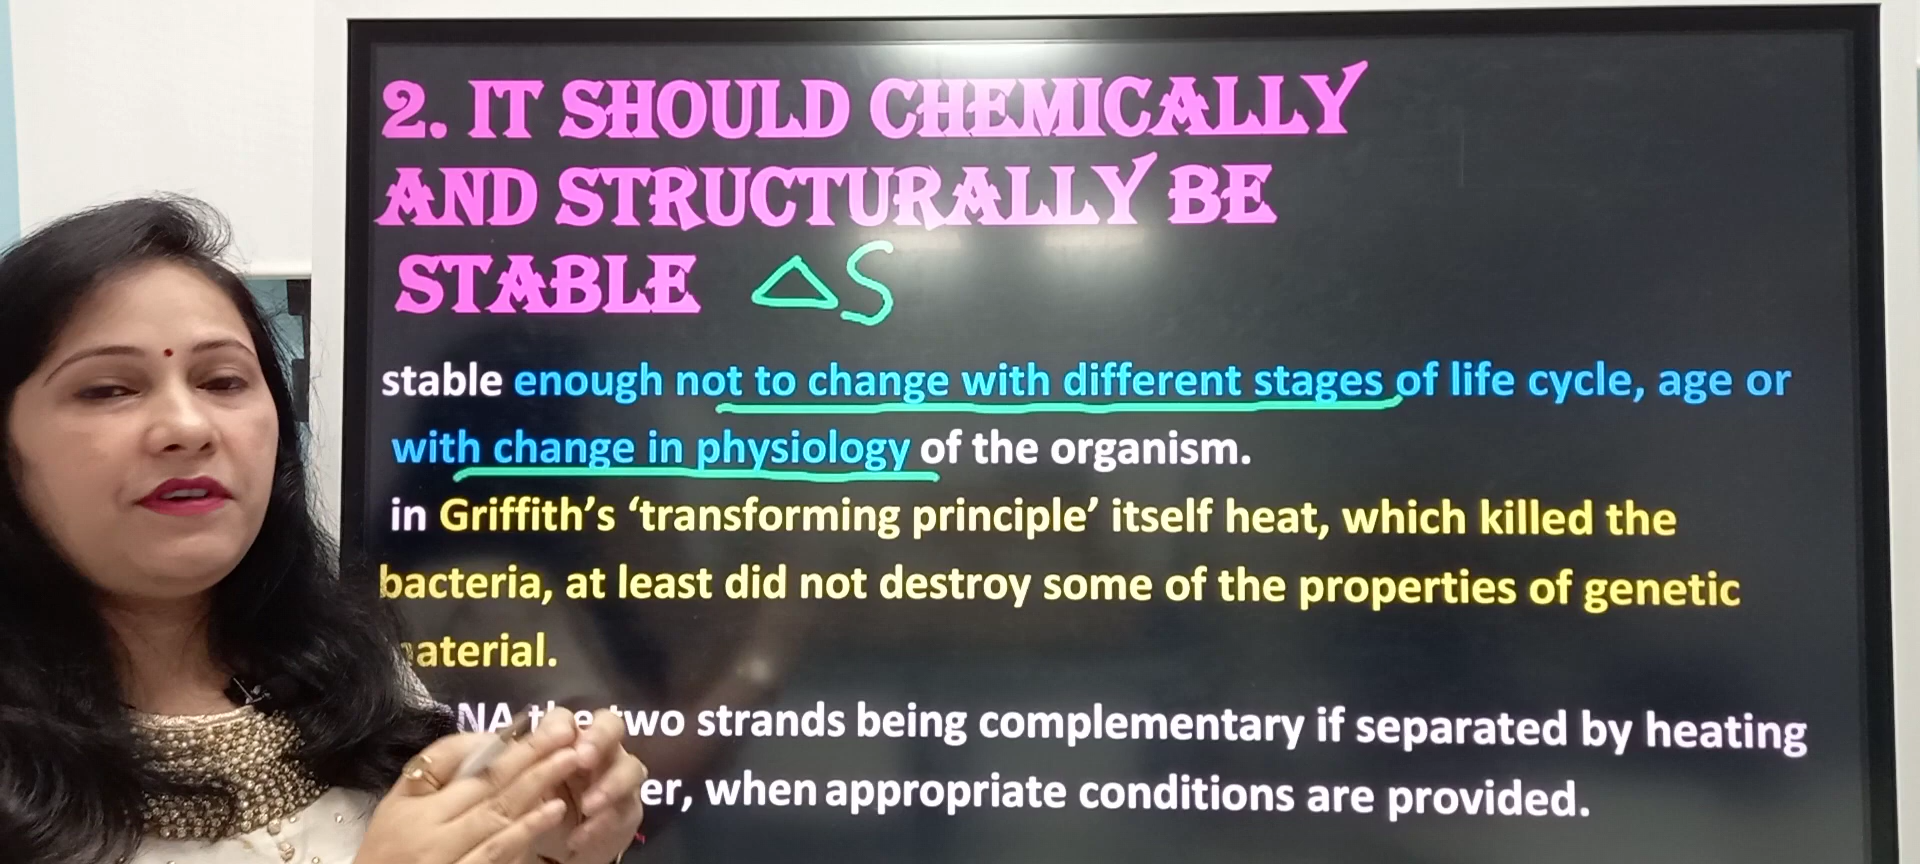 2. IT SHOULD CHEMICALLY
AND STRUCTURALLY BE
STABLE ΔS
stable enough not to change with different stages of life cycle, age or
with change in physiology of the organism.
in Griffith's 'transforming principle' itself heat, which killed the
bacteria, at least did not destroy some of the properties of genetic
aterial.
NA the two strands being complementary if separated by heating
er, when appropriate conditions are provided.